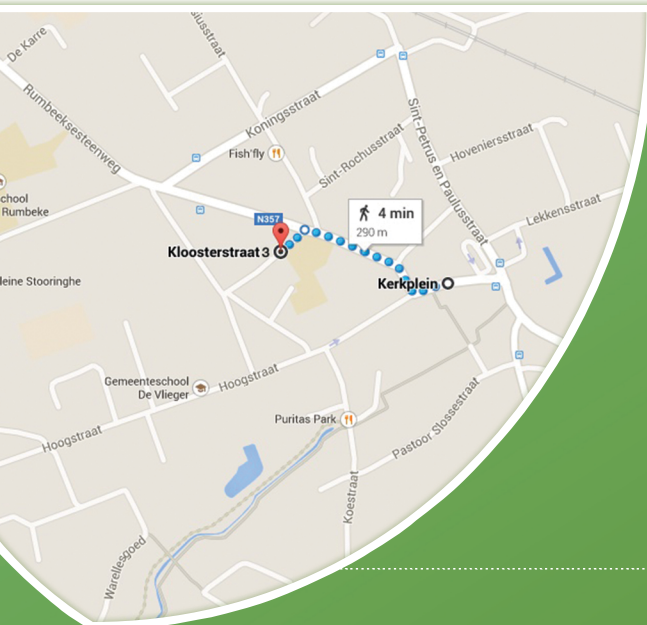 De Karre
siusstraat
Rumbeeksesteenweg
Koningsstraat
Sint-Petrus en Paulusstraat
Fish'fly
Sint-Rochusstraat
Hoveniersstraat
chool
Rumbeke
N357
4 min
290 m
Lekkensstraat
Kloosterstraat 3
leine Stooringhe
Kerkplein
Gemeenteschool
De Vlieger
Hoogstraat
Puritas Park
Pastoor Slossestraat
Hoogstraat
Koestraat
Warellesgoed